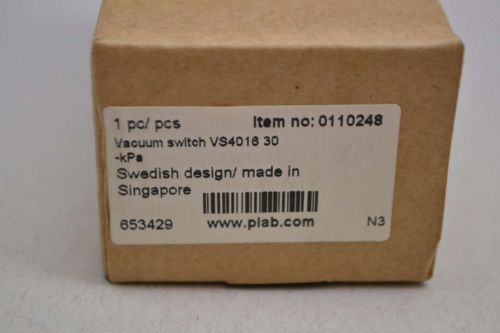 1 pc/ pcs Item no: 0110248
Vacuum switch VS4016 30
-kPa
Swedish design/ made in
Singapore
653429 www.piab.com N3